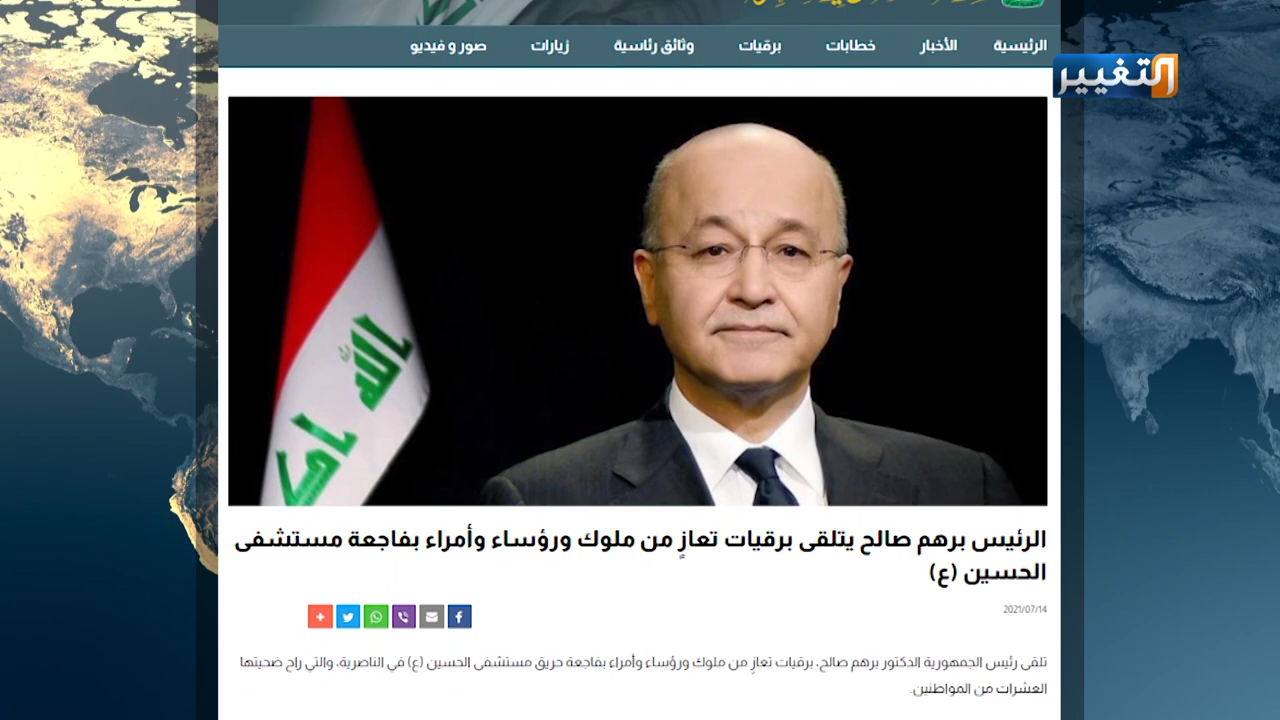 الرئيسية الأخبار خطابات برقيات وثائق رئاسية زيارات صور و فيديو
التغيير
الله
الرئيس برهم صالح يتلقى برقيات تعازٍ من ملوك ورؤساء وأمراء بفاجعة مستشفى
الحسين (ع)
2021/07/14
تلقى رئيس الجمهورية الدكتور برهم صالح، برقيات تعازٍ من ملوك ورؤساء وأمراء بفاجعة حريق مستشفى الحسين (ع) في الناصرية، والتي راح ضحيتها
العشرات من المواطنين.